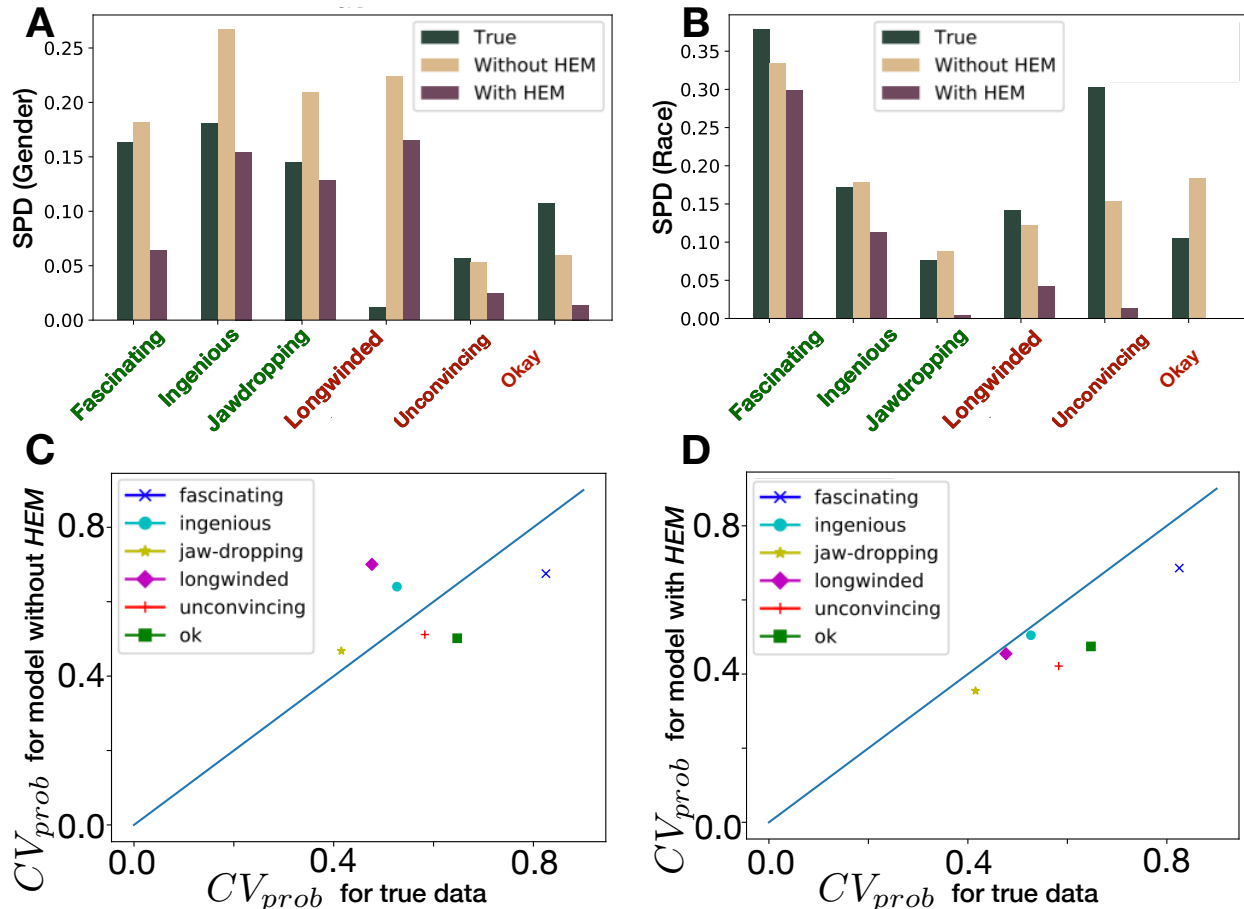 A
SPD (Gender)
0.25
0.20
0.15
0.10
0.05
0.00
True
Without HEM
With HEM
Fascinating
Ingenious
Jawdropping
Longwinded
Unconvincing
Okay
B
SPD (Race)
0.35
0.30
0.25
0.20
0.15
0.10
0.05
0.00
True
Without HEM
With HEM
Fascinating
Ingenious
Jawdropping
Longwinded
Unconvincing
Okay
C
CVprob for model without HEM
0.8
0.4
0.0
fascinating
ingenious
jaw-dropping
longwinded
unconvincing
ok
0.0 0.4 0.8
CVprob for true data
D
CVprob for model with HEM
0.8
0.4
0.0
fascinating
ingenious
jaw-dropping
longwinded
unconvincing
ok
0.0 0.4 0.8
CVprob for true data